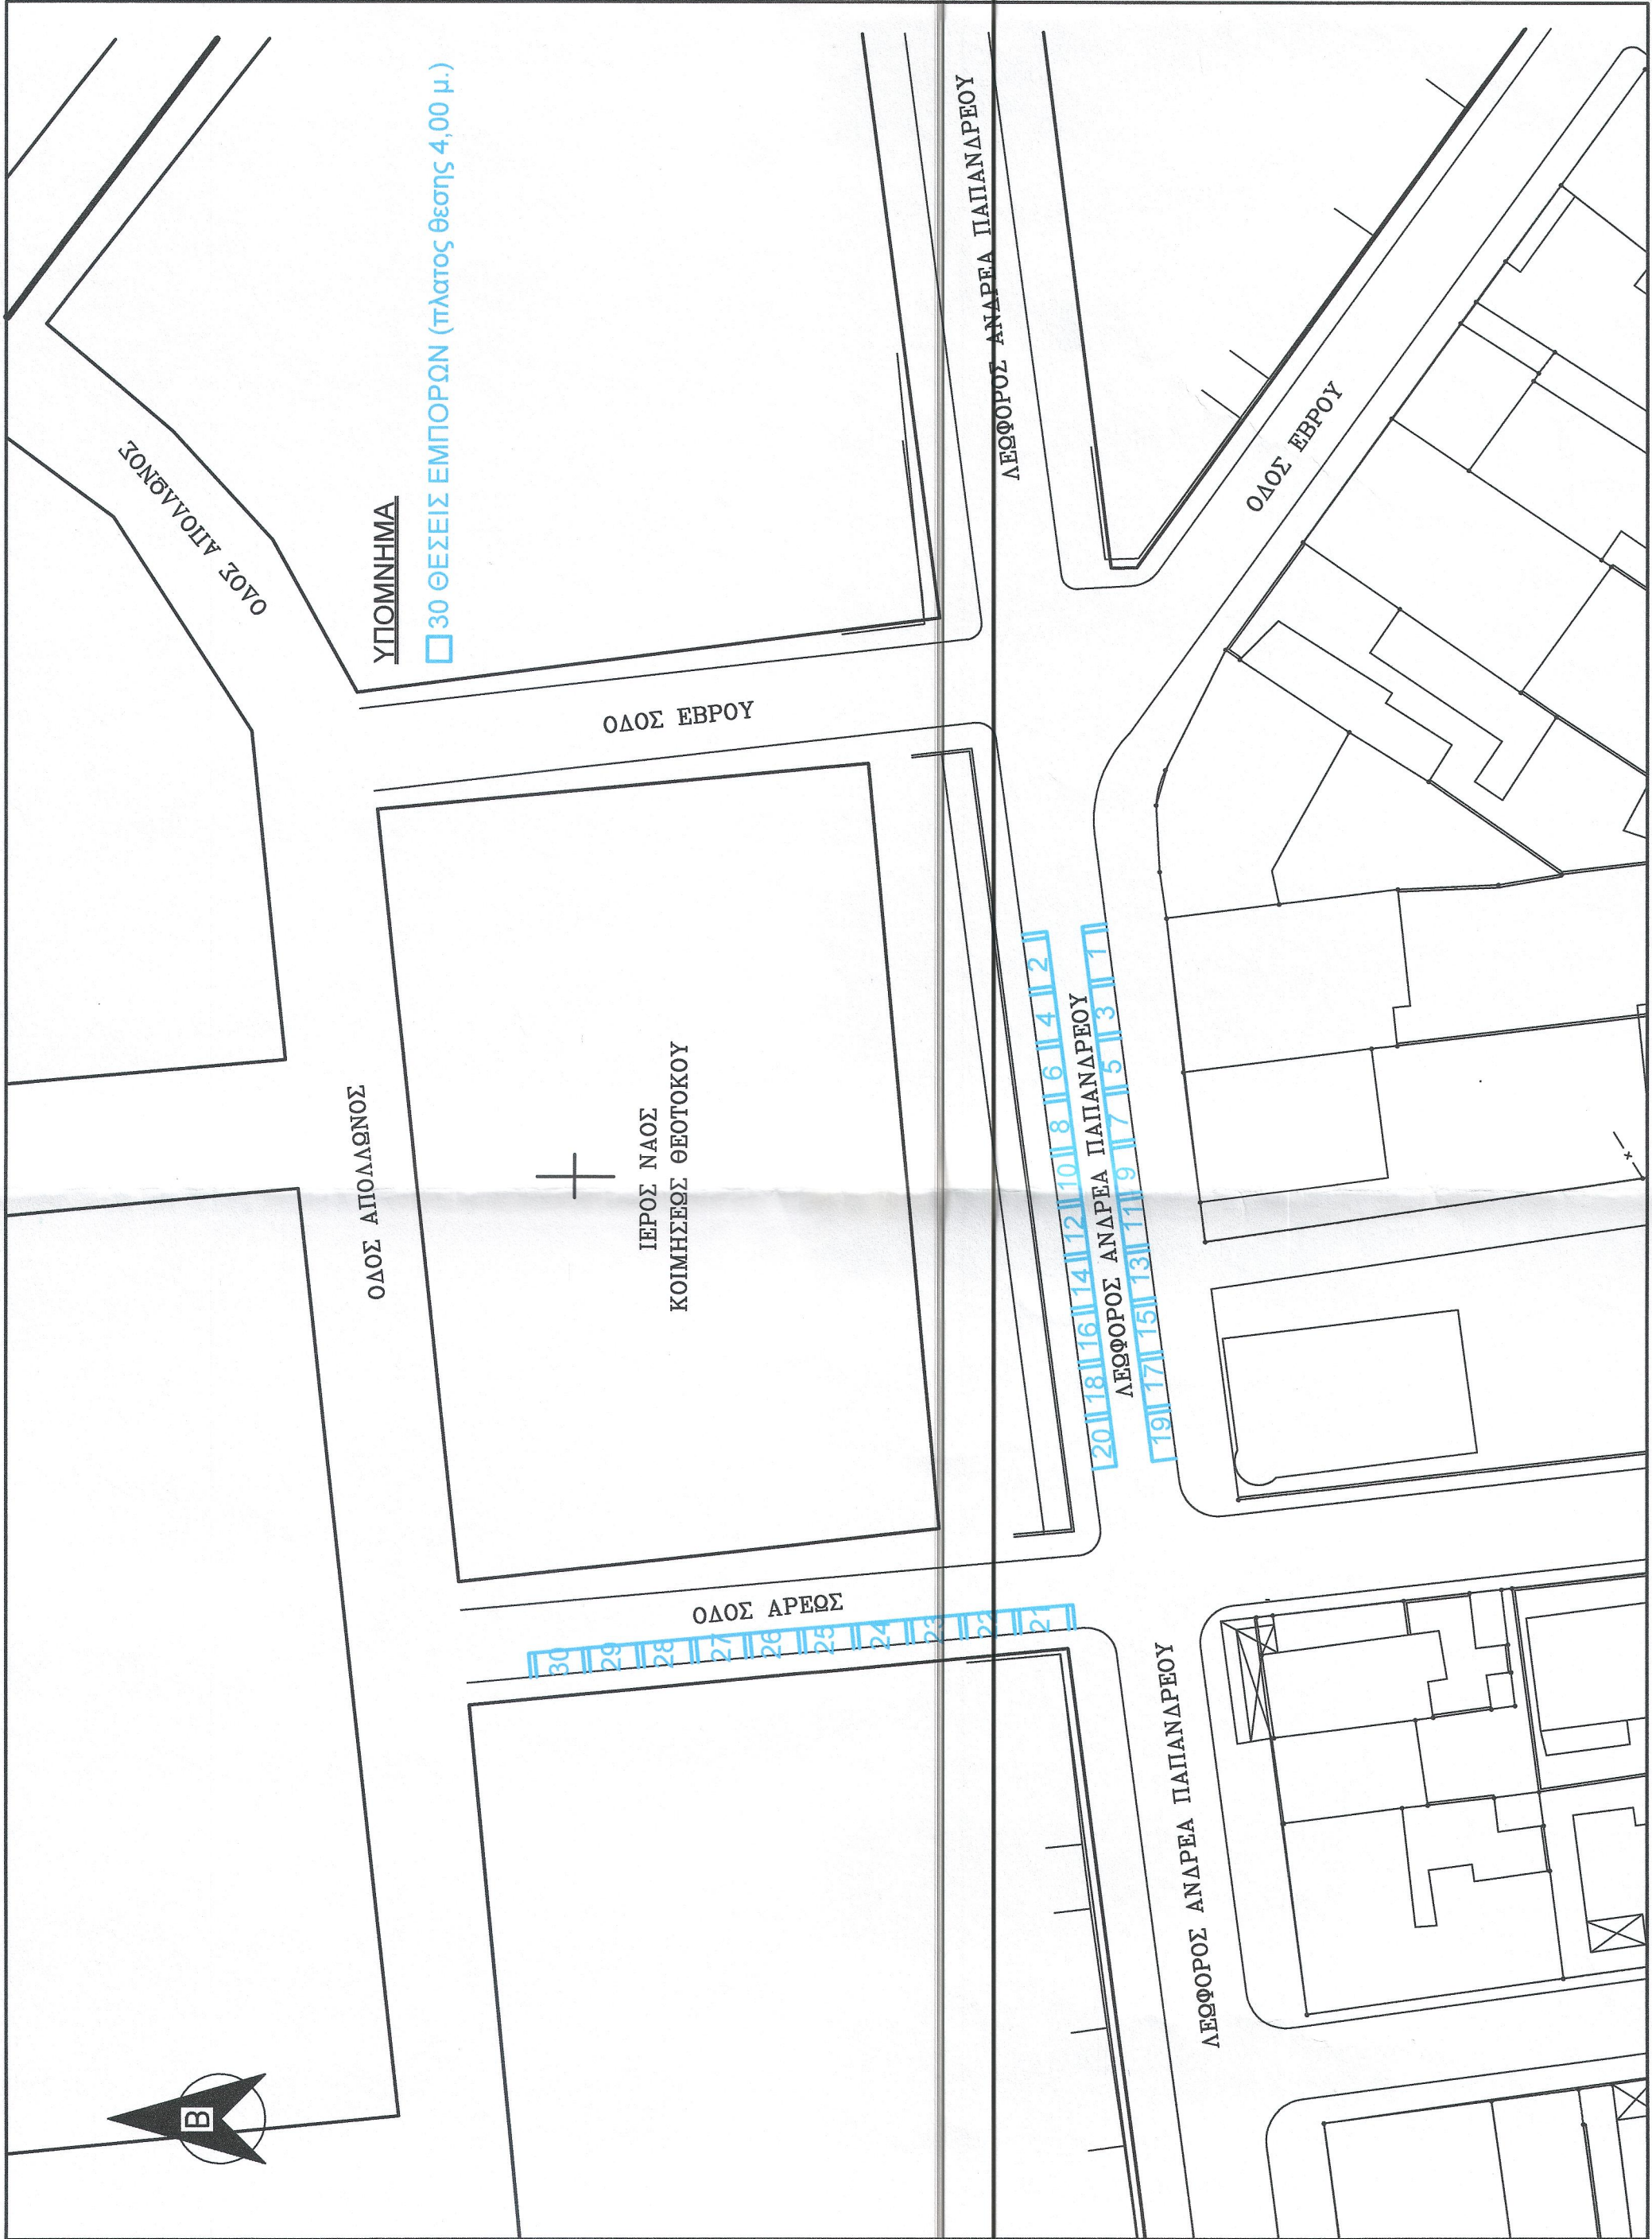 ΥΠΟΜΝΗΜΑ
30 ΘΕΣΕΙΣ ΕΜΠΟΡΩΝ (πλατος θεσης 4,00 μ.)
ΟΔΟΣ ΑΠΟΛΛΩΝΟΣ
ΟΔΟΣ ΑΠΟΛΛΩΝΟΣ
ΟΔΟΣ ΕΒΡΟΥ
ΟΔΟΣ ΕΒΡΟΥ
ΙΕΡΟΣ ΝΑΟΣ
ΚΟΙΜΗΣΕΩΣ ΘΕΟΤΟΚΟΥ
ΟΔΟΣ ΑΡΕΩΣ
30 29 28 27 26 25 24 23 22 21
20 18 16 14 12 10 8 6 4 2
ΛΕΩΦΟΡΟΣ ΑΝΔΡΕΑ ΠΑΠΑΝΔΡΕΟΥ
19 17 15 13 11 9 7 5 3 1
ΛΕΩΦΟΡΟΣ ΑΝΔΡΕΑ ΠΑΠΑΝΔΡΕΟΥ
ΛΕΩΦΟΡΟΣ ΑΝΔΡΕΑ ΠΑΠΑΝΔΡΕΟΥ
Β